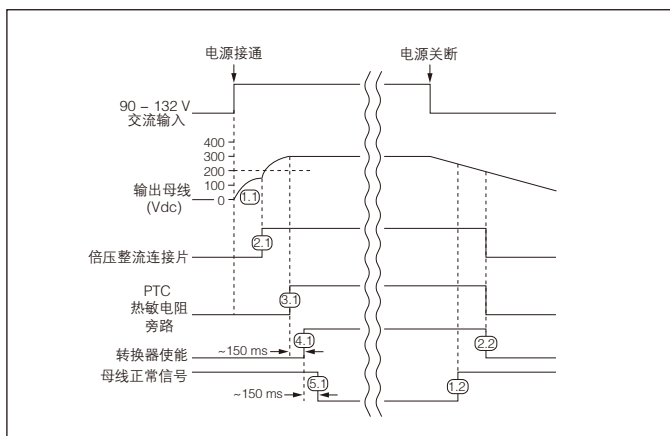 电源接通
电源关断
90 – 132 V
交流输入
400
300
200
100
0
输出母线
(Vdc)
1.1
倍压整流连接片
2.1
PTC
热敏电阻
旁路
3.1
转换器使能
~150 ms
4.1
2.2
母线正常信号
~150 ms
5.1
1.2